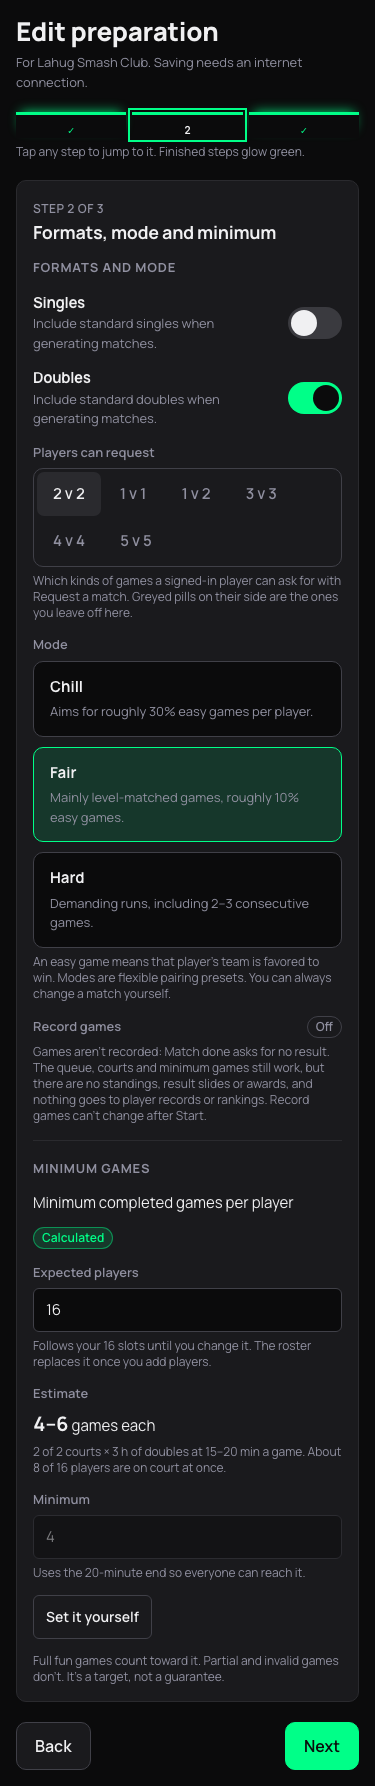 Edit preparation
For Lahug Smash Club. Saving needs an internet
connection.
✓ 2 ✓
Tap any step to jump to it. Finished steps glow green.
STEP 2 OF 3
Formats, mode and minimum
FORMATS AND MODE
Singles
Include standard singles when
generating matches.
Doubles
Include standard doubles when
generating matches.
Players can request
2 v 2 1 v 1 1 v 2 3 v 3
4 v 4 5 v 5
Which kinds of games a signed-in player can ask for with
Request a match. Greyed pills on their side are the ones
you leave off here.
Mode
Chill
Aims for roughly 30% easy games per player.
Fair
Mainly level-matched games, roughly 10%
easy games.
Hard
Demanding runs, including 2–3 consecutive
games.
An easy game means that player's team is favored to
win. Modes are flexible pairing presets. You can always
change a match yourself.
Record games Off
Games aren't recorded: Match done asks for no result.
The queue, courts and minimum games still work, but
there are no standings, result slides or awards, and
nothing goes to player records or rankings. Record
games can't change after Start.
MINIMUM GAMES
Minimum completed games per player
Calculated
Expected players
16
Follows your 16 slots until you change it. The roster
replaces it once you add players.
Estimate
4–6 games each
2 of 2 courts × 3 h of doubles at 15–20 min a game. About
8 of 16 players are on court at once.
Minimum
4
Uses the 20-minute end so everyone can reach it.
Set it yourself
Full fun games count toward it. Partial and invalid games
don't. It's a target, not a guarantee.
Back Next